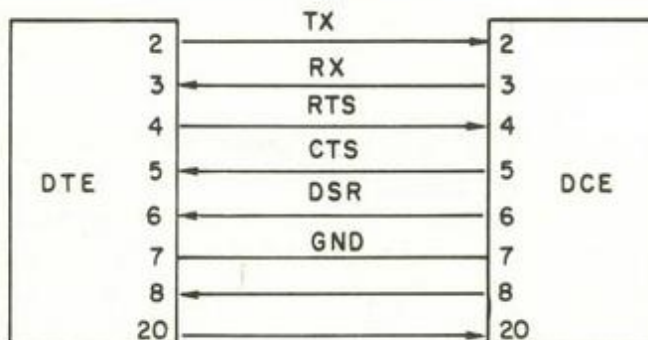 TX
2 2
RX
3 3
RTS
4 4
CTS
5 5
DTE DCE
DSR
6 6
GND
7 7
8 8
20 20